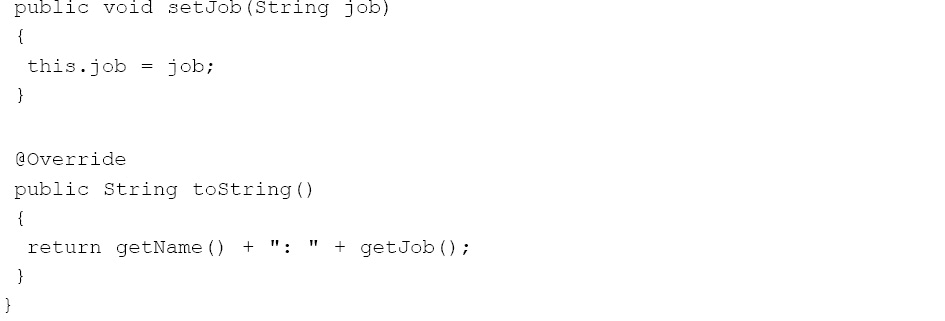 public void setJob(String job)
{
this.job = job;
}
@Override
public String toString()
{
return getName() + ": " + getJob();
}
}